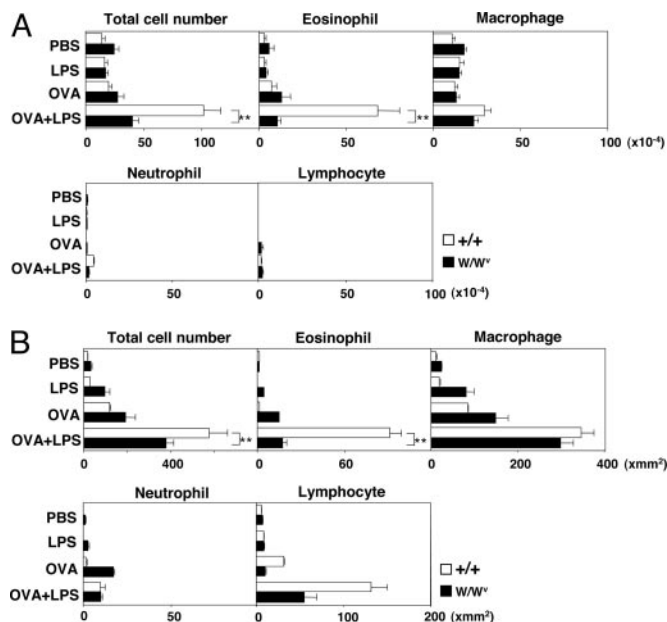 A
Total cell number Eosinophil Macrophage
PBS
LPS
OVA
OVA+LPS
** **
0 50 100 0 50 100 0 50 100 (x10⁻⁴)
Neutrophil Lymphocyte
PBS
LPS
OVA
OVA+LPS
+/+
W/Wᵛ
0 50 0 50 100 (x10⁻⁴)
B
Total cell number Eosinophil Macrophage
PBS
LPS
OVA
OVA+LPS
** **
0 400 0 60 0 200 400 (xmm²)
Neutrophil Lymphocyte
PBS
LPS
OVA
OVA+LPS
+/+
W/Wᵛ
0 50 0 100 200 (xmm²)